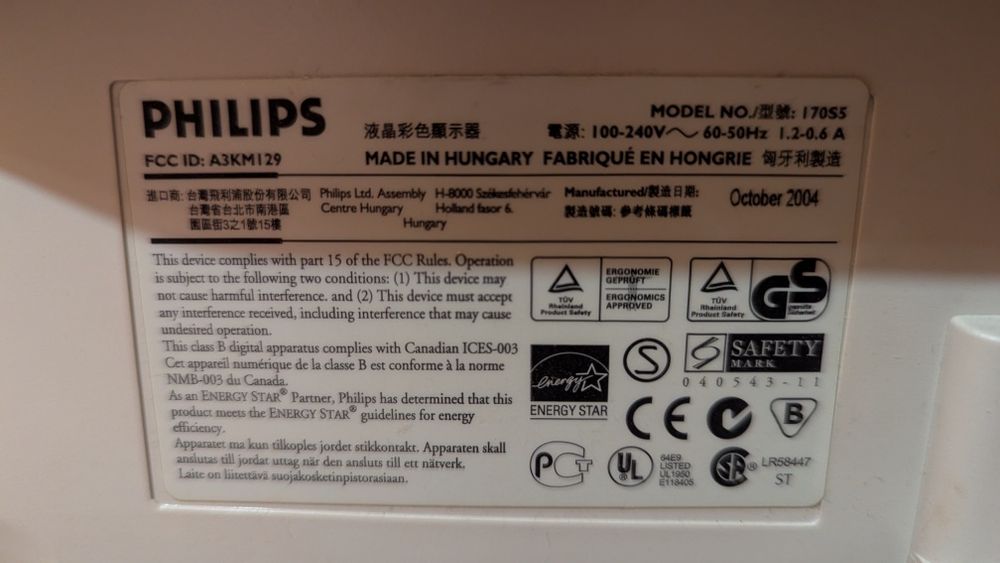 PHILIPS
液晶彩色顯示器
MODEL NO./型號: 170S5
電源: 100-240V～ 60-50Hz 1.2-0.6 A
FCC ID: A3KM129
MADE IN HUNGARY FABRIQUÉ EN HONGRIE 匈牙利製造
進口商: 台灣飛利浦股份有限公司
台灣省台北市南港區
園區街3之1號15樓
Philips Ltd. Assembly H-8000 Székesfehérvár
Centre Hungary Holland fasor 6.
Hungary
Manufactured/製造日期: October 2004
製造號碼: 參考條碼標籤
This device complies with part 15 of the FCC Rules. Operation
is subject to the following two conditions: (1) This device may
not cause harmful interference. and (2) This device must accept
any interference received, including interference that may cause
undesired operation.
This class B digital apparatus complies with Canadian ICES-003
Cet appareil numérique de la classe B est conforme à la norme
NMB-003 du Canada.
As an ENERGY STAR® Partner, Philips has determined that this
product meets the ENERGY STAR® guidelines for energy
efficiency.
Apparatet ma kun tilkoples jordet stikkontakt. Apparaten skall
anslutas till jordat uttag när den ansluts till ett nätverk.
Laite on liitettävä suojakosketinpistorasiaan.
TÜV
Rheinland
Product Safety
ERGONOMIE
GEPRÜFT
ERGONOMICS
APPROVED
TÜV
Rheinland
Product Safety
GS
geprüfte
Sicherheit
energy
ENERGY STAR
S
S SAFETY
MARK
040543-11
CE
B
PCT
UL
64E9
LISTED
UL1950
E118405
SA®
LR58447
ST